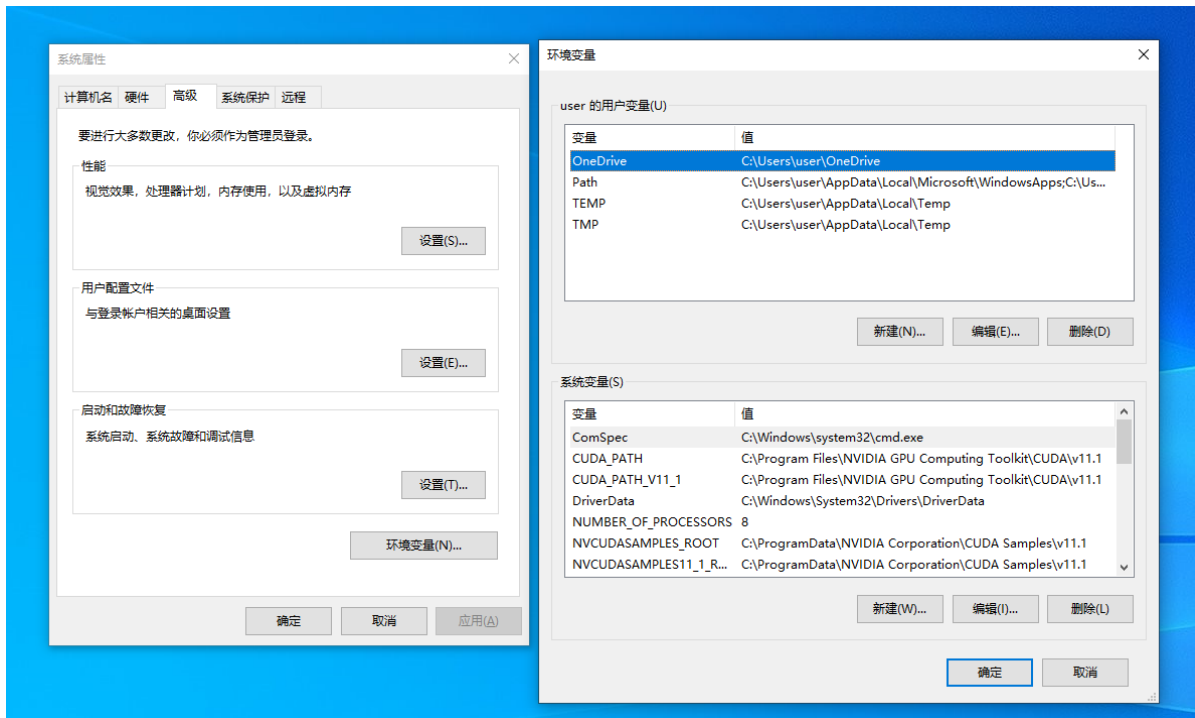 系统属性
计算机名 硬件 高级 系统保护 远程
要进行大多数更改，你必须作为管理员登录。
性能
视觉效果，处理器计划，内存使用，以及虚拟内存
设置(S)...
用户配置文件
与登录帐户相关的桌面设置
设置(E)...
启动和故障恢复
系统启动、系统故障和调试信息
设置(T)...
环境变量(N)...
确定 取消 应用(A)
环境变量
user 的用户变量(U)
变量 值
OneDrive C:\Users\user\OneDrive
Path C:\Users\user\AppData\Local\Microsoft\WindowsApps;C:\Us...
TEMP C:\Users\user\AppData\Local\Temp
TMP C:\Users\user\AppData\Local\Temp
新建(N)... 编辑(E)... 删除(D)
系统变量(S)
变量 值
ComSpec C:\Windows\system32\cmd.exe
CUDA_PATH C:\Program Files\NVIDIA GPU Computing Toolkit\CUDA\v11.1
CUDA_PATH_V11_1 C:\Program Files\NVIDIA GPU Computing Toolkit\CUDA\v11.1
DriverData C:\Windows\System32\Drivers\DriverData
NUMBER_OF_PROCESSORS 8
NVCUDASAMPLES_ROOT C:\ProgramData\NVIDIA Corporation\CUDA Samples\v11.1
NVCUDASAMPLES11_1_R... C:\ProgramData\NVIDIA Corporation\CUDA Samples\v11.1
新建(W)... 编辑(I)... 删除(L)
确定 取消